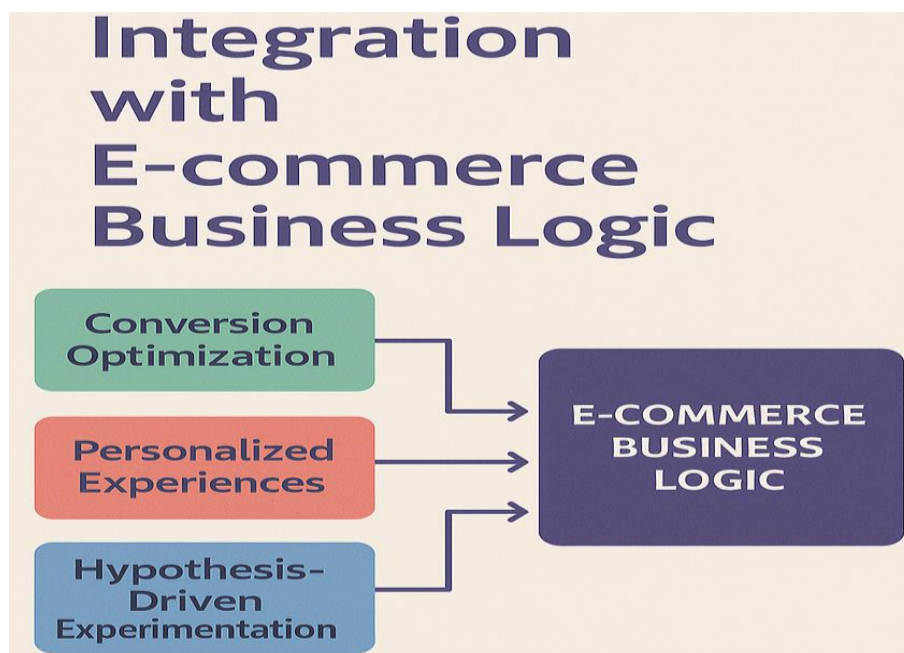 Integration
with
E-commerce
Business Logic
Conversion
Optimization
Personalized
Experiences
Hypothesis-
Driven
Experimentation
E-COMMERCE
BUSINESS
LOGIC